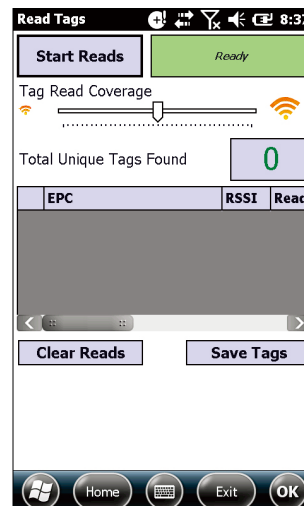 Read Tags 8:3
Start Reads Ready
Tag Read Coverage
Total Unique Tags Found 0
EPC RSSI Read
Clear Reads Save Tags
Home Exit OK